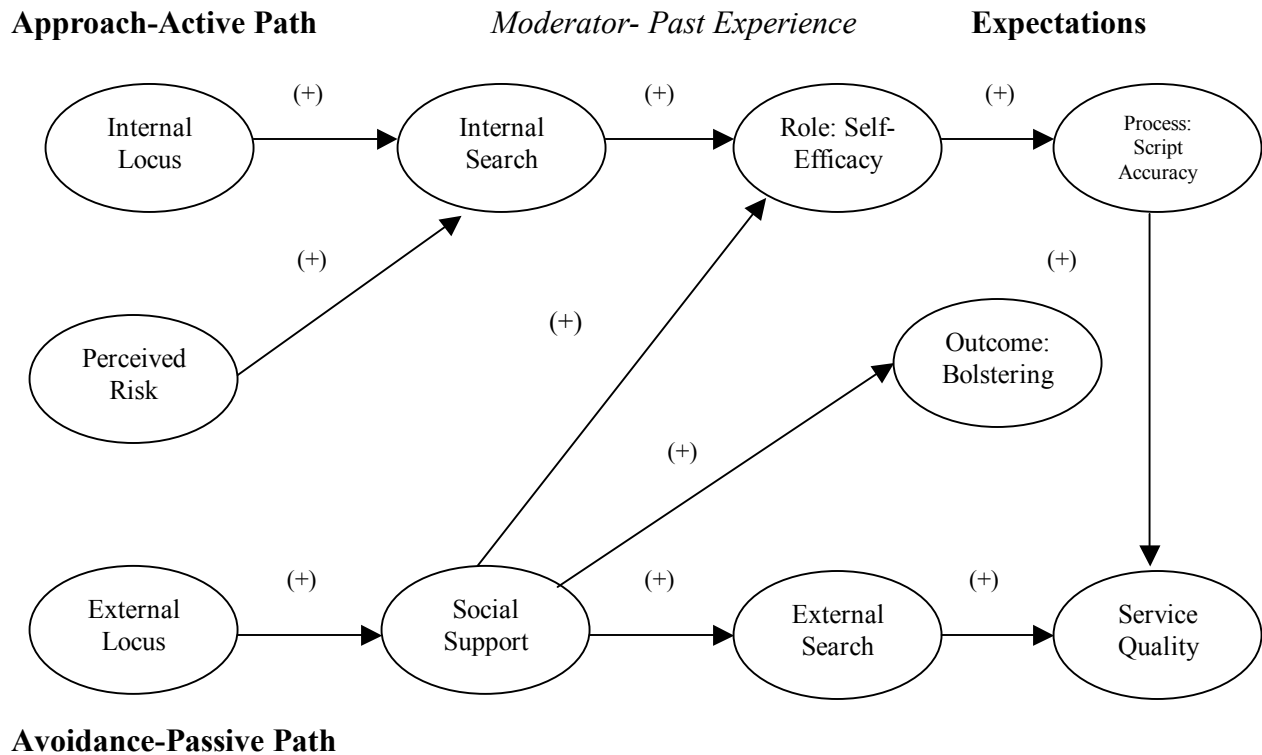 Approach-Active Path
Moderator- Past Experience
Expectations
(+)
(+)
(+)
Internal
Locus
Internal
Search
Role: Self-
Efficacy
Process:
Script
Accuracy
(+)
(+)
(+)
Perceived
Risk
Outcome:
Bolstering
(+)
(+)
(+)
(+)
External
Locus
Social
Support
External
Search
Service
Quality
Avoidance-Passive Path